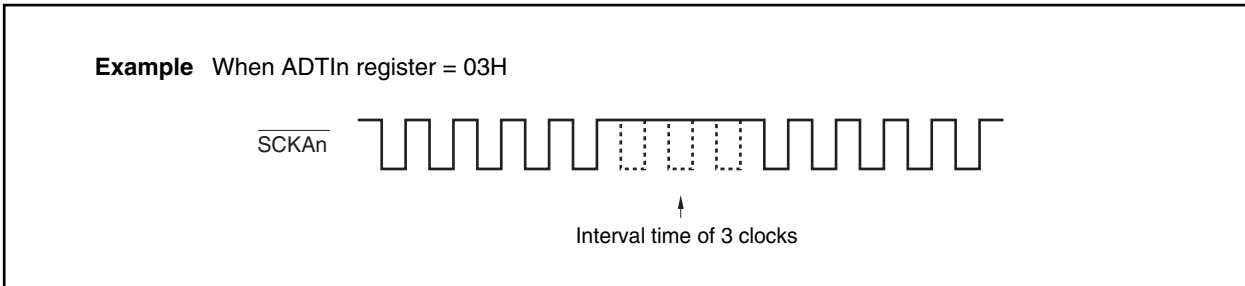 Example When ADTIn register = 03H
SCKAn
Interval time of 3 clocks